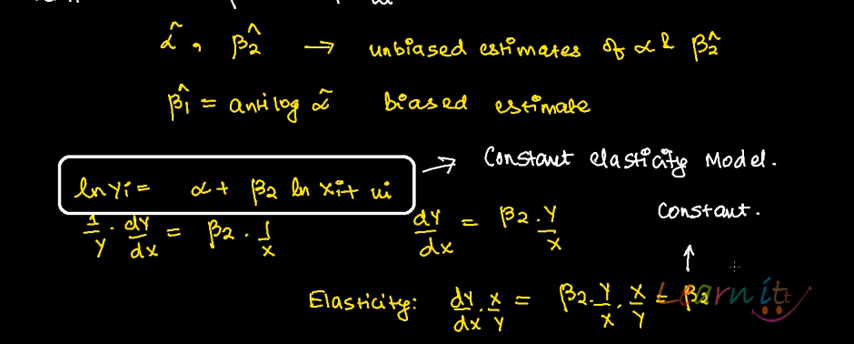 α̂, β̂2 → unbiased estimates of α & β̂2
β̂1 = antilog α̂ biased estimate
ln Yi = α + β2 ln Xi + ui → Constant elasticity Model.
1/Y · dY/dX = β2 · 1/X dY/dX = β2 · Y/X Constant.
↑
Elasticity: dY/dX · X/Y = β2 · Y/X · X/Y = β2
Learnitt